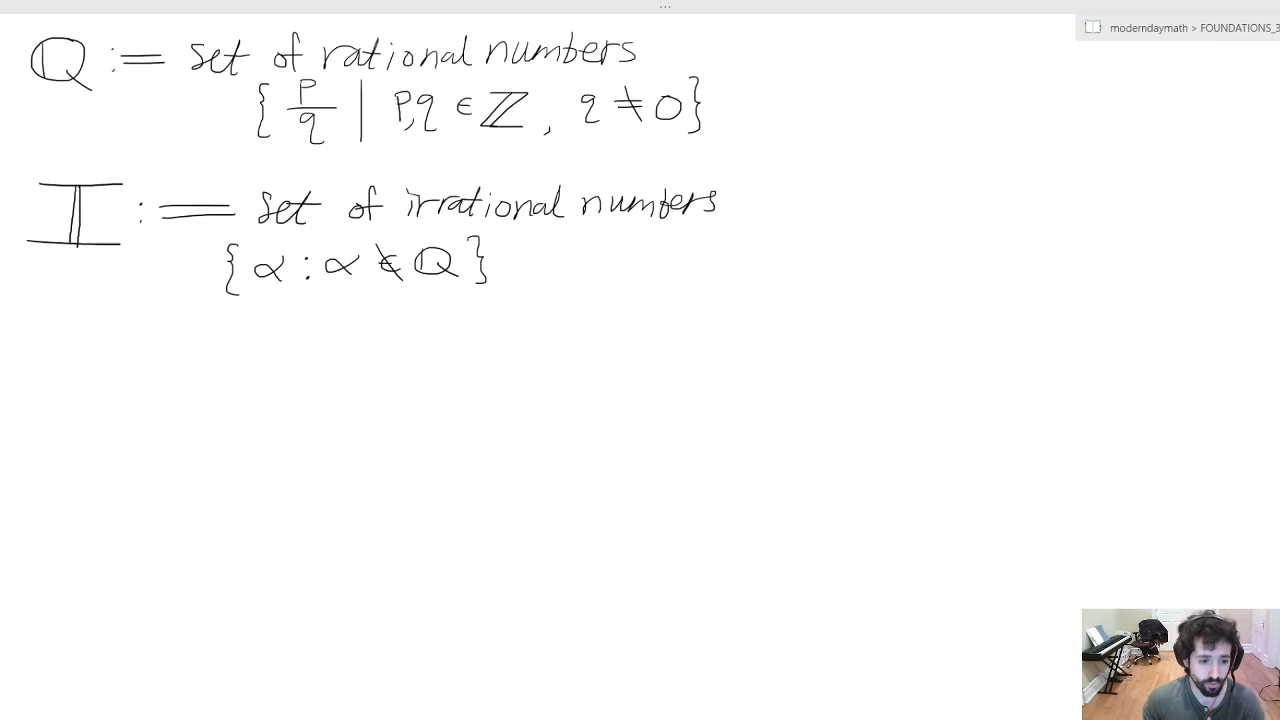 ...
moderndaymath > FOUNDATIONS_3
ℚ := set of rational numbers
{ p/q | p,q ∈ ℤ, q ≠ 0}
𝕀 := set of irrational numbers
{α : α ∉ ℚ}